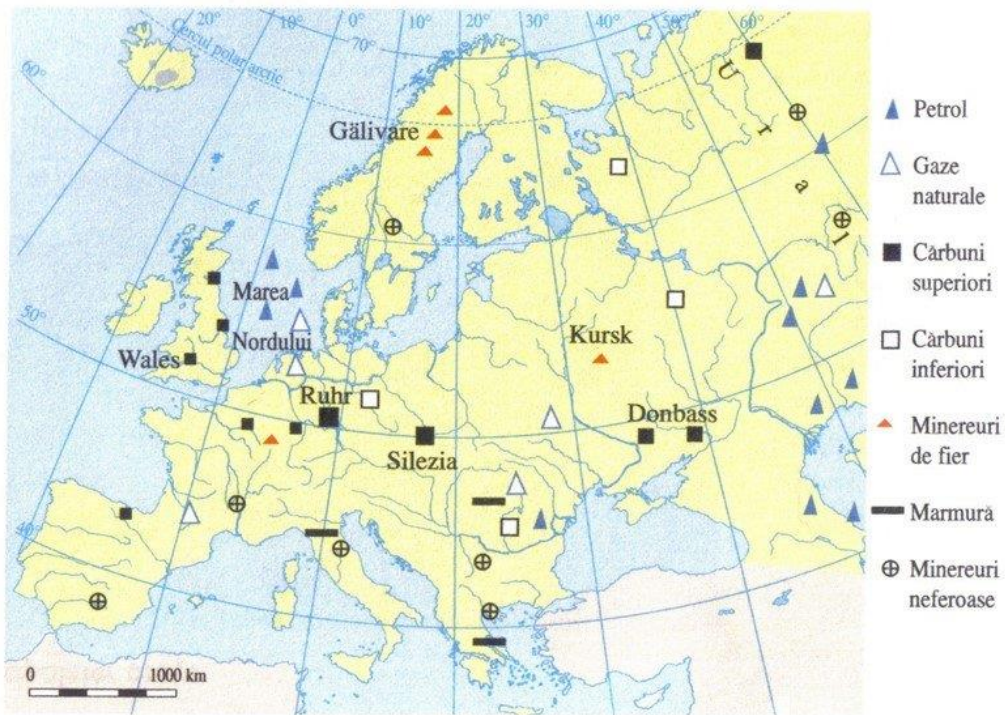 20°
10°
0°
10°
20°
30°
40°
50°
60°
70°
Cercul polar arctic
60°
50°
40°
U
r
a
l
Gälivare
Marea
Nordului
Wales
Kursk
Ruhr
Donbass
Silezia
0
1000 km
Petrol
Gaze
naturale
Cărbuni
superiori
Cărbuni
inferiori
Minereuri
de fier
Marmură
Minereuri
neferoase